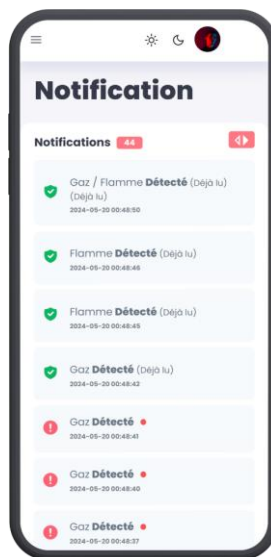 Notification
Notifications 44
Gaz / Flamme Détecté (Déjà lu)
(Déjà lu)
2024-05-20 00:48:50
Flamme Détecté (Déjà lu)
2024-05-20 00:48:46
Flamme Détecté (Déjà lu)
2024-05-20 00:48:45
Gaz Détecté (Déjà lu)
2024-05-20 00:48:42
Gaz Détecté
2024-05-20 00:48:41
Gaz Détecté
2024-05-20 00:48:40
Gaz Détecté
2024-05-20 00:48:37